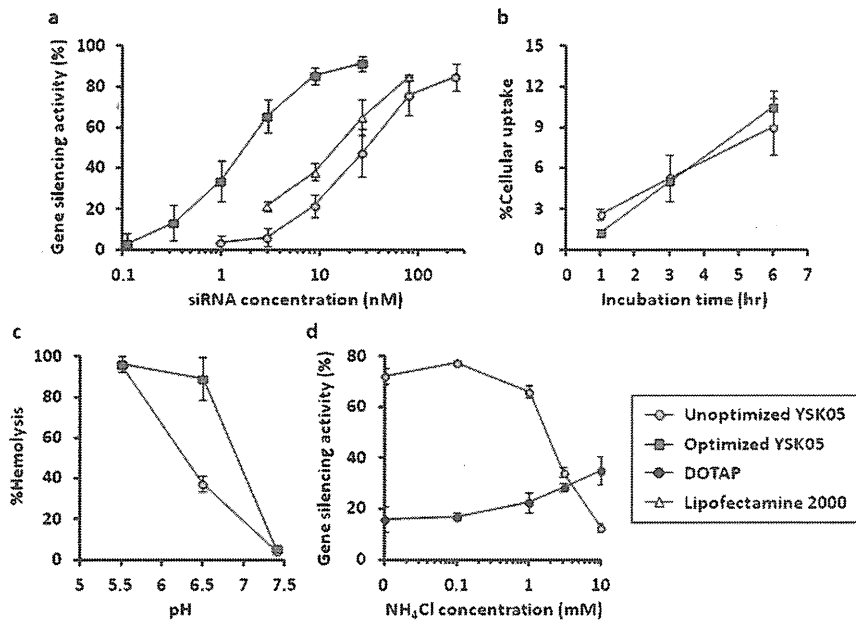 a
Gene silencing activity (%)
100
80
60
40
20
0
0.1
1
10
100
siRNA concentration (nM)
b
%Cellular uptake
15
12
9
6
3
0
0
1
2
3
4
5
6
7
Incubation time (hr)
c
%Hemolysis
100
80
60
40
20
0
5
5.5
6
6.5
7
7.5
pH
d
Gene silencing activity (%)
80
60
40
20
0
0
0.1
1
10
NH₄Cl concentration (mM)
Unoptimized YSK05
Optimized YSK05
DOTAP
Lipofectamine 2000